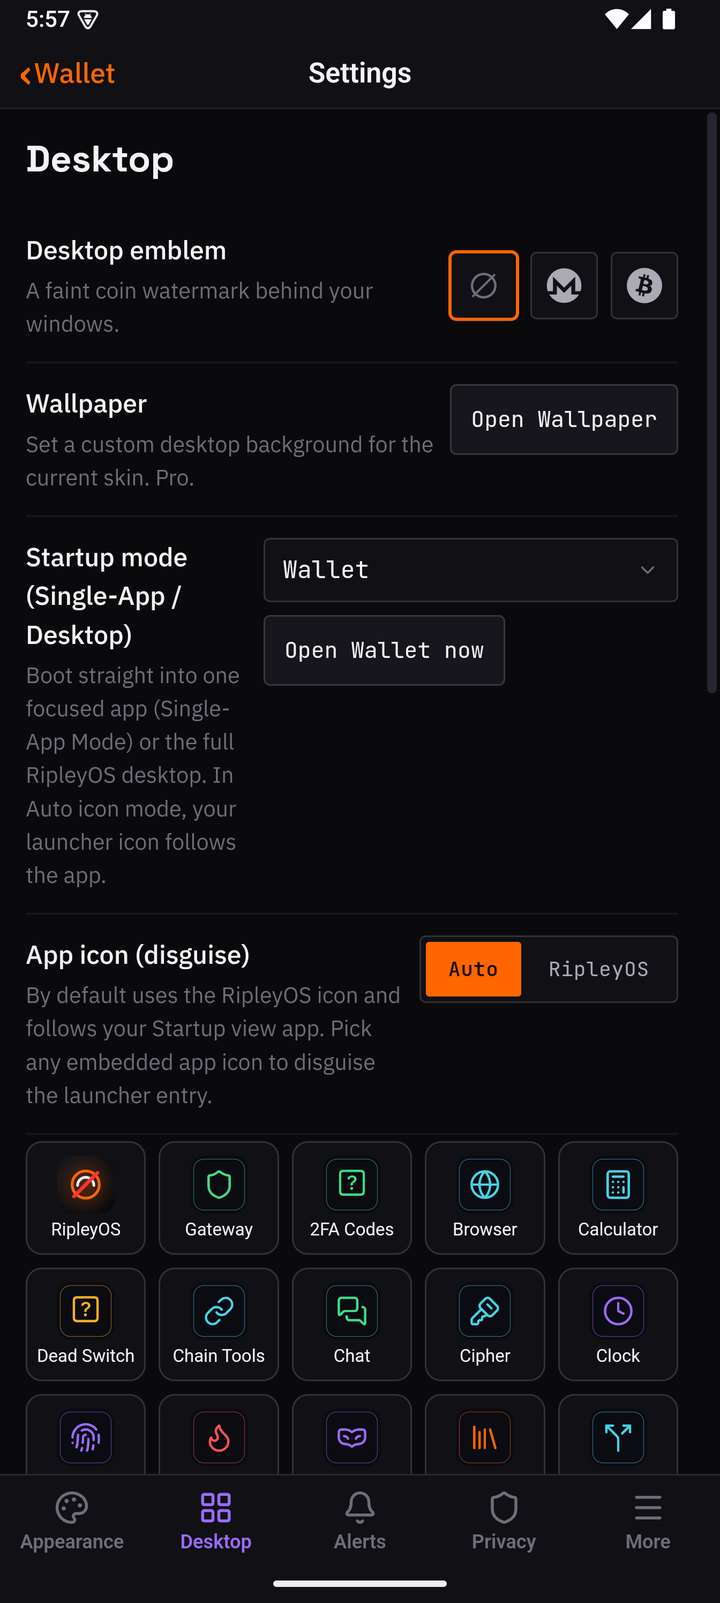 5:57
Wallet
Settings
Desktop
Desktop emblem
A faint coin watermark behind your
windows.
Wallpaper
Set a custom desktop background for the
current skin. Pro.
Open Wallpaper
Startup mode
(Single-App /
Desktop)
Boot straight into one
focused app (Single-
App Mode) or the full
RipleyOS desktop. In
Auto icon mode, your
launcher icon follows
the app.
Wallet
Open Wallet now
App icon (disguise)
By default uses the RipleyOS icon and
follows your Startup view app. Pick
any embedded app icon to disguise
the launcher entry.
Auto
RipleyOS
RipleyOS
Gateway
2FA Codes
Browser
Calculator
Dead Switch
Chain Tools
Chat
Cipher
Clock
Appearance
Desktop
Alerts
Privacy
More